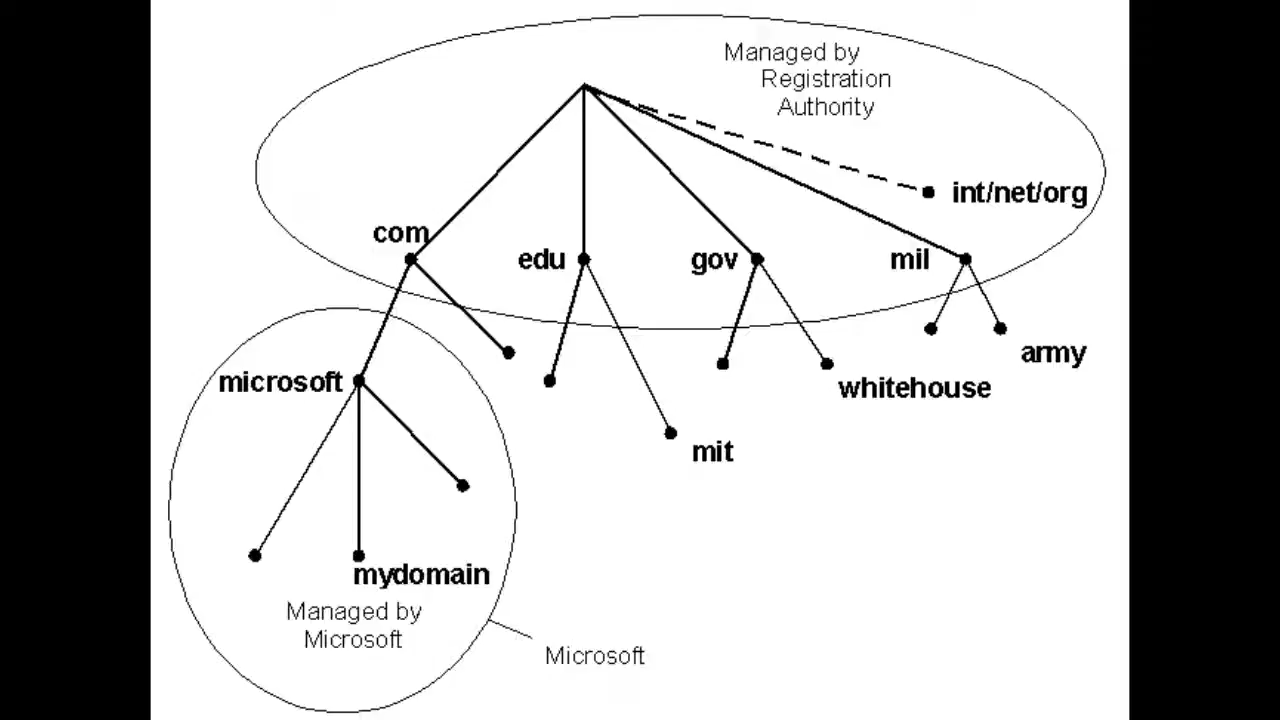 Managed by
Registration
Authority
int/net/org
com
edu
gov
mil
army
microsoft
whitehouse
mit
mydomain
Managed by
Microsoft
Microsoft